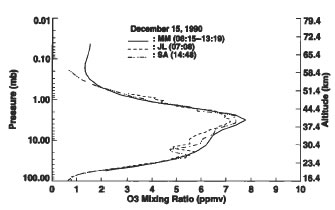 December 15, 1990
: MM (06:15–13:19)
: JL (07:08)
: SA (14:48)
Pressure (mb)
0.01
0.10
1.00
10.00
100.00
79.4
72.4
65.4
58.4
51.4
44.4
37.4
30.4
23.4
16.4
Altitude (km)
0 1 2 3 4 5 6 7 8 9 10
O3 Mixing Ratio (ppmv)